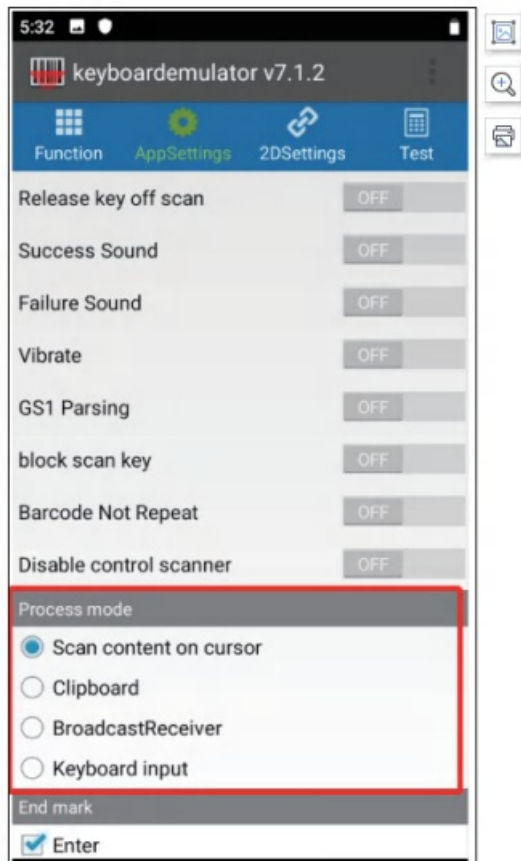 5:32
keyboardemulator v7.1.2
Function AppSettings 2DSettings Test
Release key off scan OFF
Success Sound OFF
Failure Sound OFF
Vibrate OFF
GS1 Parsing OFF
block scan key OFF
Barcode Not Repeat OFF
Disable control scanner OFF
Process mode
Scan content on cursor
Clipboard
BroadcastReceiver
Keyboard input
End mark
Enter